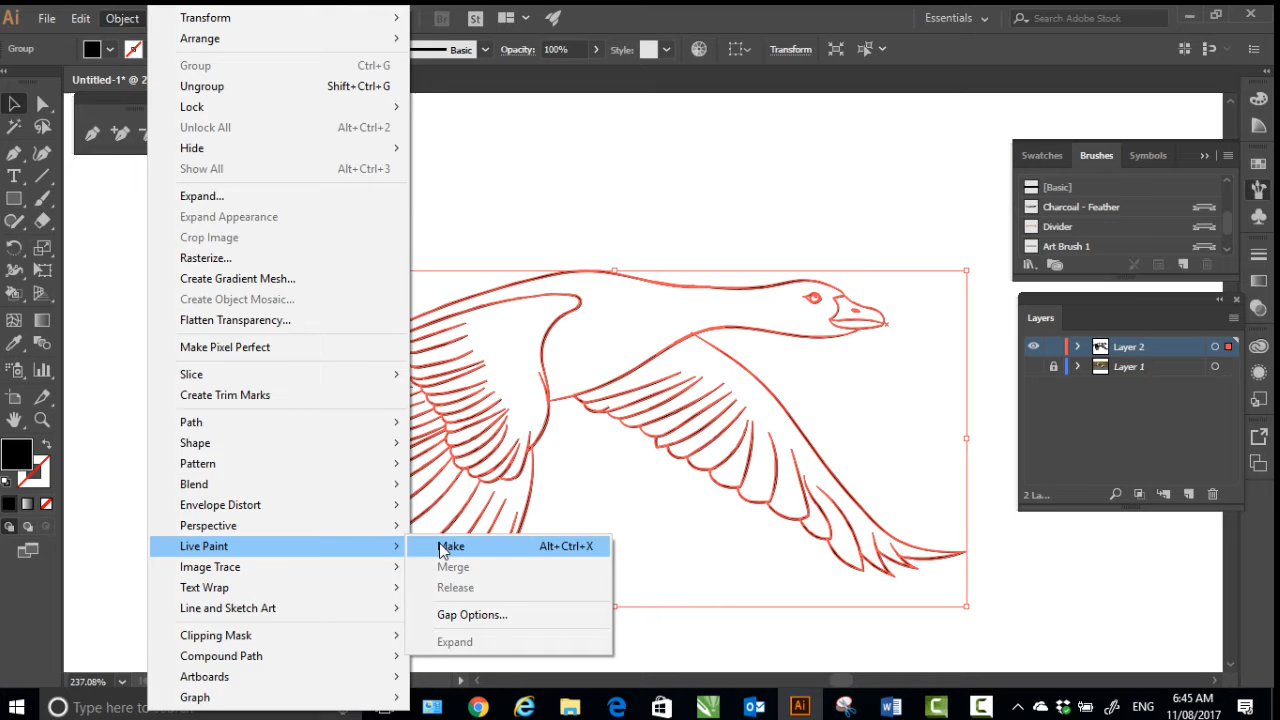 Ai File Edit Object Br St Essentials Search Adobe Stock
Group Basic Opacity: 100% Style: Transform
Untitled-1* @ 2
Transform
Arrange
Group Ctrl+G
Ungroup Shift+Ctrl+G
Lock
Unlock All Alt+Ctrl+2
Hide
Show All Alt+Ctrl+3
Expand...
Expand Appearance
Crop Image
Rasterize...
Create Gradient Mesh...
Create Object Mosaic...
Flatten Transparency...
Make Pixel Perfect
Slice
Create Trim Marks
Path
Shape
Pattern
Blend
Envelope Distort
Perspective
Live Paint
Image Trace
Text Wrap
Line and Sketch Art
Clipping Mask
Compound Path
Artboards
Graph
Make Alt+Ctrl+X
Merge
Release
Gap Options...
Expand
Swatches Brushes Symbols
[Basic]
Charcoal - Feather
Divider
Art Brush 1
Layers
Layer 2
Layer 1
2 La...
237.08%
Type here to search
Ai
6:45 AM
11/08/2017